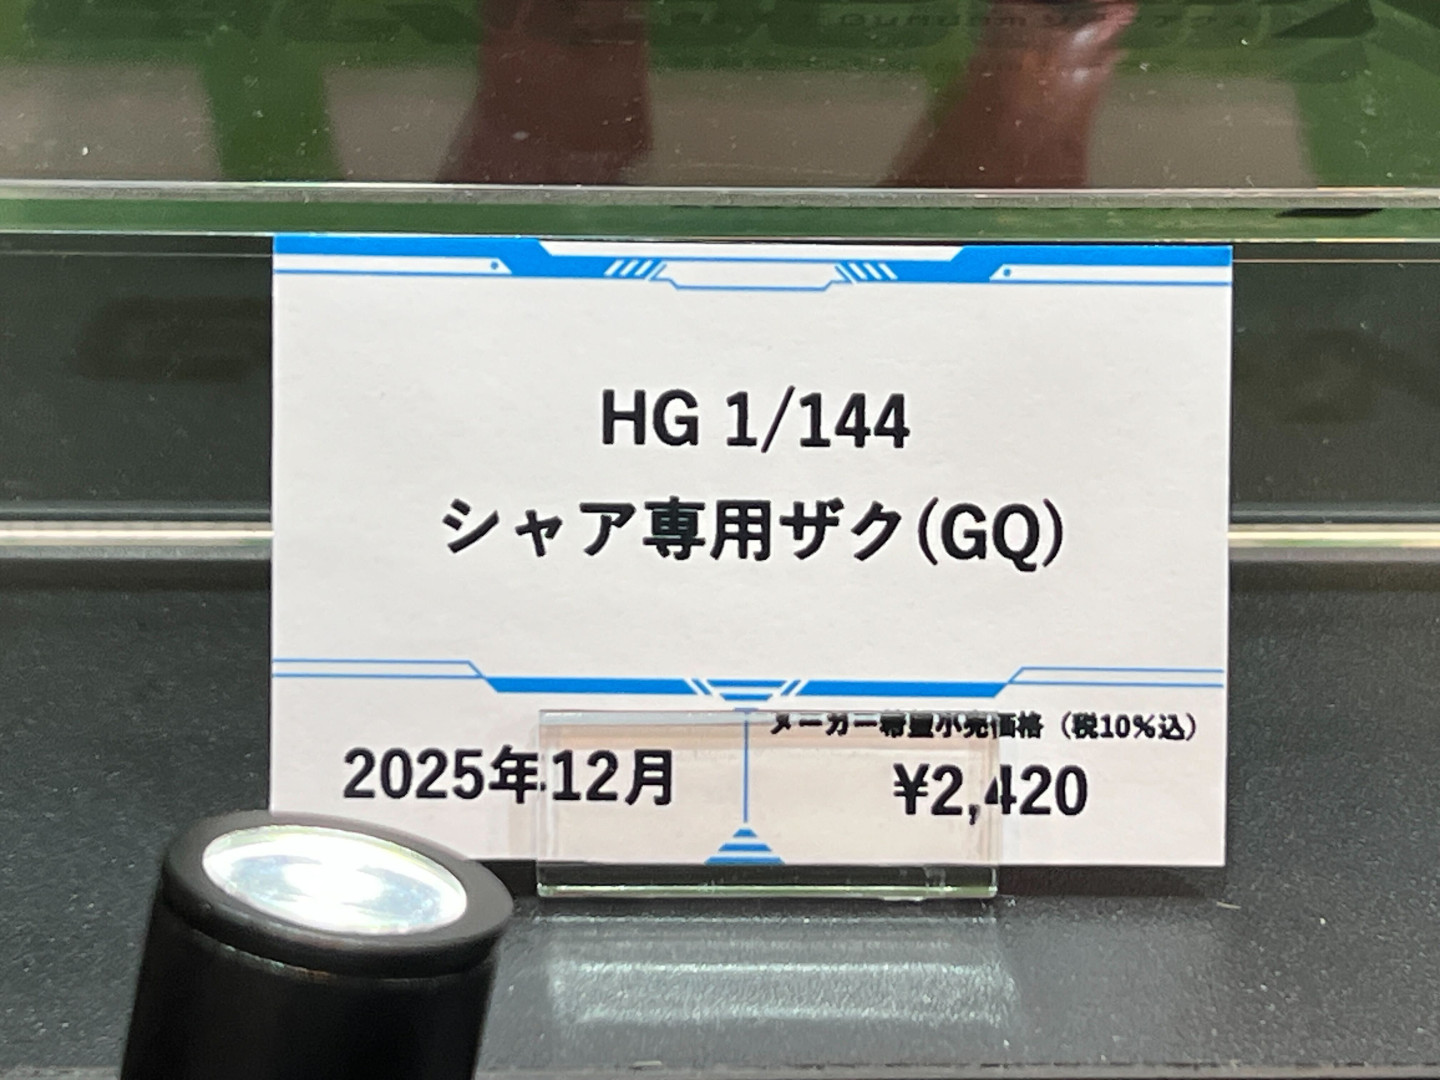 HG 1/144
シャア専用ザク(GQ)
メーカー希望小売価格（税10%込）
2025年12月
¥2,420